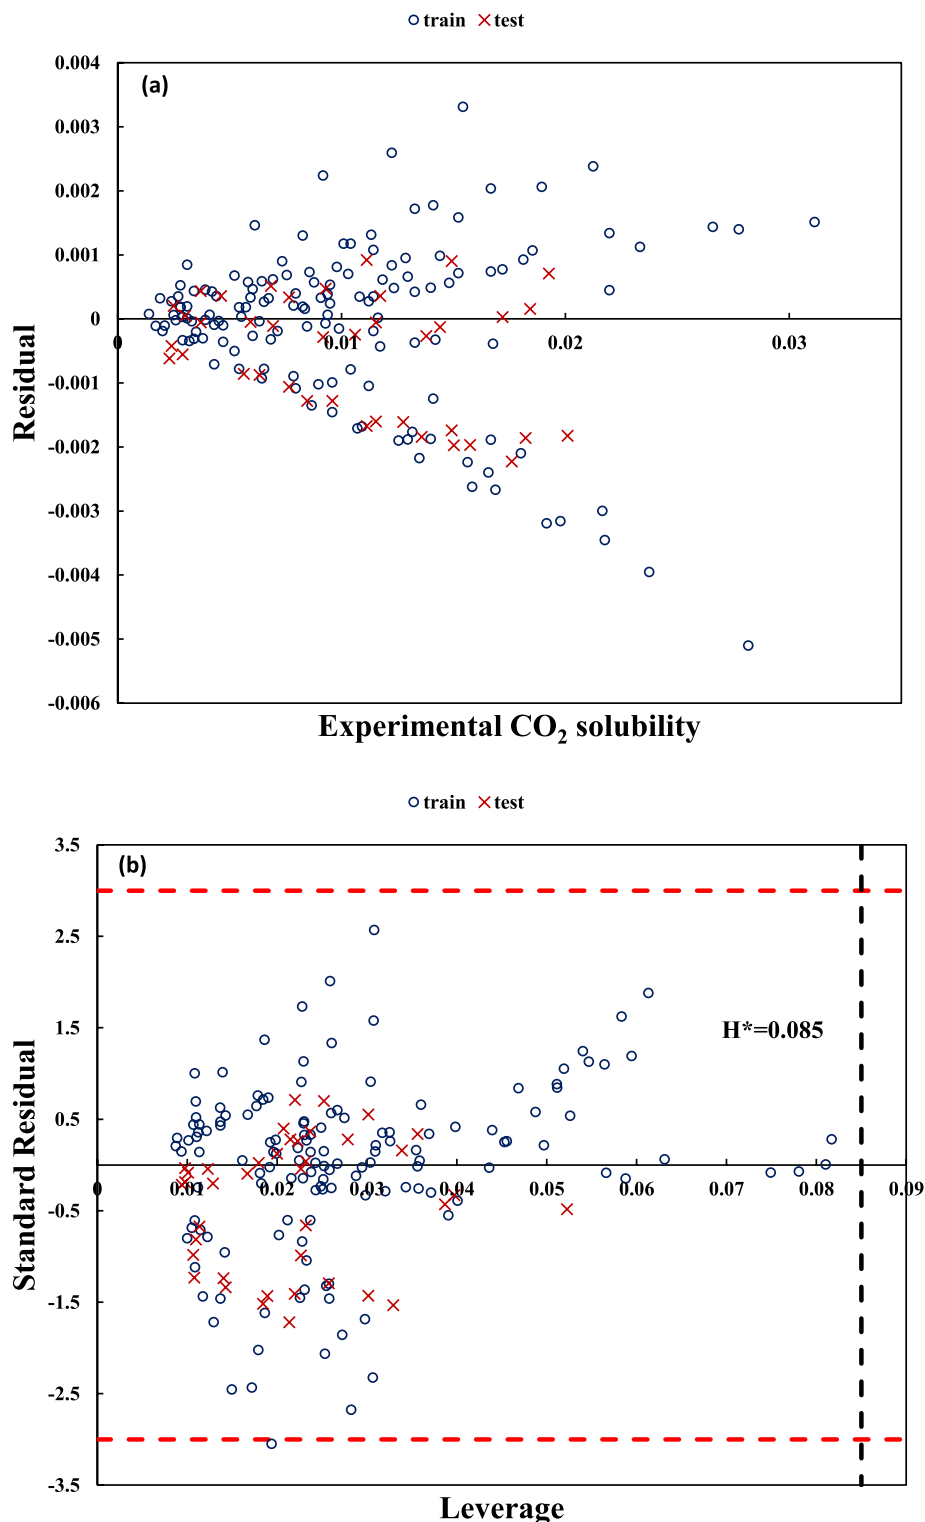 train test
(a)
0.004
0.003
0.002
0.001
0
-0.001
-0.002
-0.003
-0.004
-0.005
-0.006
0 0.01 0.02 0.03
Residual
Experimental CO₂ solubility
train test
(b)
3.5
2.5
1.5
0.5
-0.5
-1.5
-2.5
-3.5
H*=0.085
0 0.01 0.02 0.03 0.04 0.05 0.06 0.07 0.08 0.09
Standard Residual
Leverage